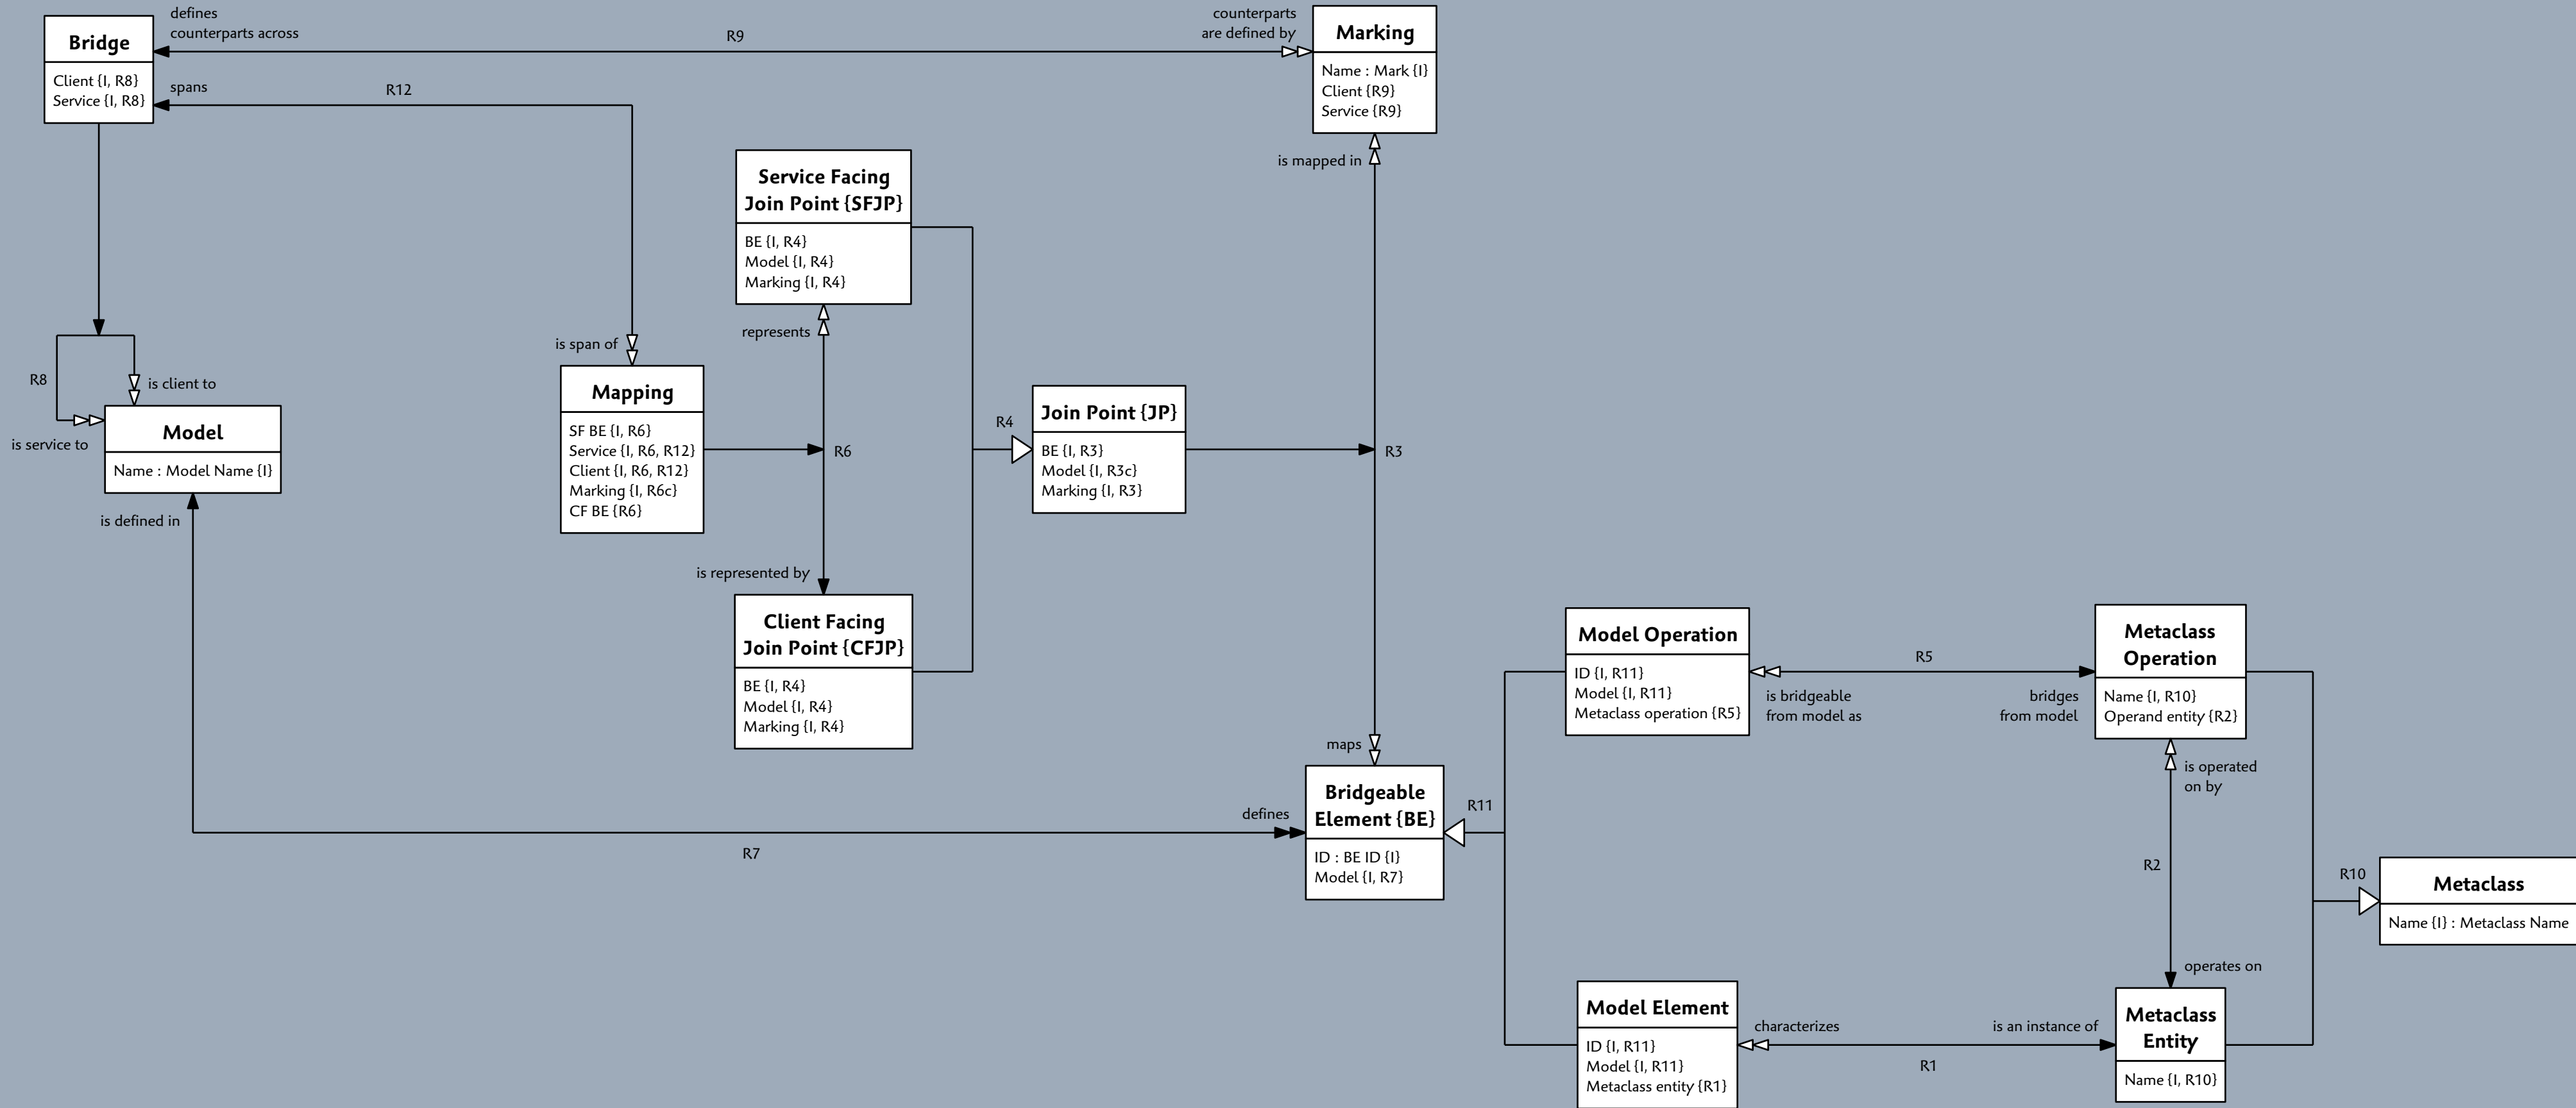 defines
counterparts across
R9
counterparts
are defined by
Bridge
Client {I, R8}
Service {I, R8}
spans
R12
Marking
Name : Mark {I}
Client {R9}
Service {R9}
is mapped in
Service Facing
Join Point {SFJP}
BE {I, R4}
Model {I, R4}
Marking {I, R4}
represents
is span of
R8
is client to
is service to
Model
Name : Model Name {I}
is defined in
Mapping
SF BE {I, R6}
Service {I, R6, R12}
Client {I, R6, R12}
Marking {I, R6c}
CF BE {R6}
R6
R4
Join Point {JP}
BE {I, R3}
Model {I, R3c}
Marking {I, R3}
R3
is represented by
Client Facing
Join Point {CFJP}
BE {I, R4}
Model {I, R4}
Marking {I, R4}
maps
defines
R7
Bridgeable
Element {BE}
ID : BE ID {I}
Model {I, R7}
R11
Model Operation
ID {I, R11}
Model {I, R11}
Metaclass operation {R5}
R5
is bridgeable
from model as
bridges
from model
Metaclass
Operation
Name {I, R10}
Operand entity {R2}
is operated
on by
R2
operates on
R10
Metaclass
Name {I} : Metaclass Name
Model Element
ID {I, R11}
Model {I, R11}
Metaclass entity {R1}
characterizes
is an instance of
R1
Metaclass
Entity
Name {I, R10}